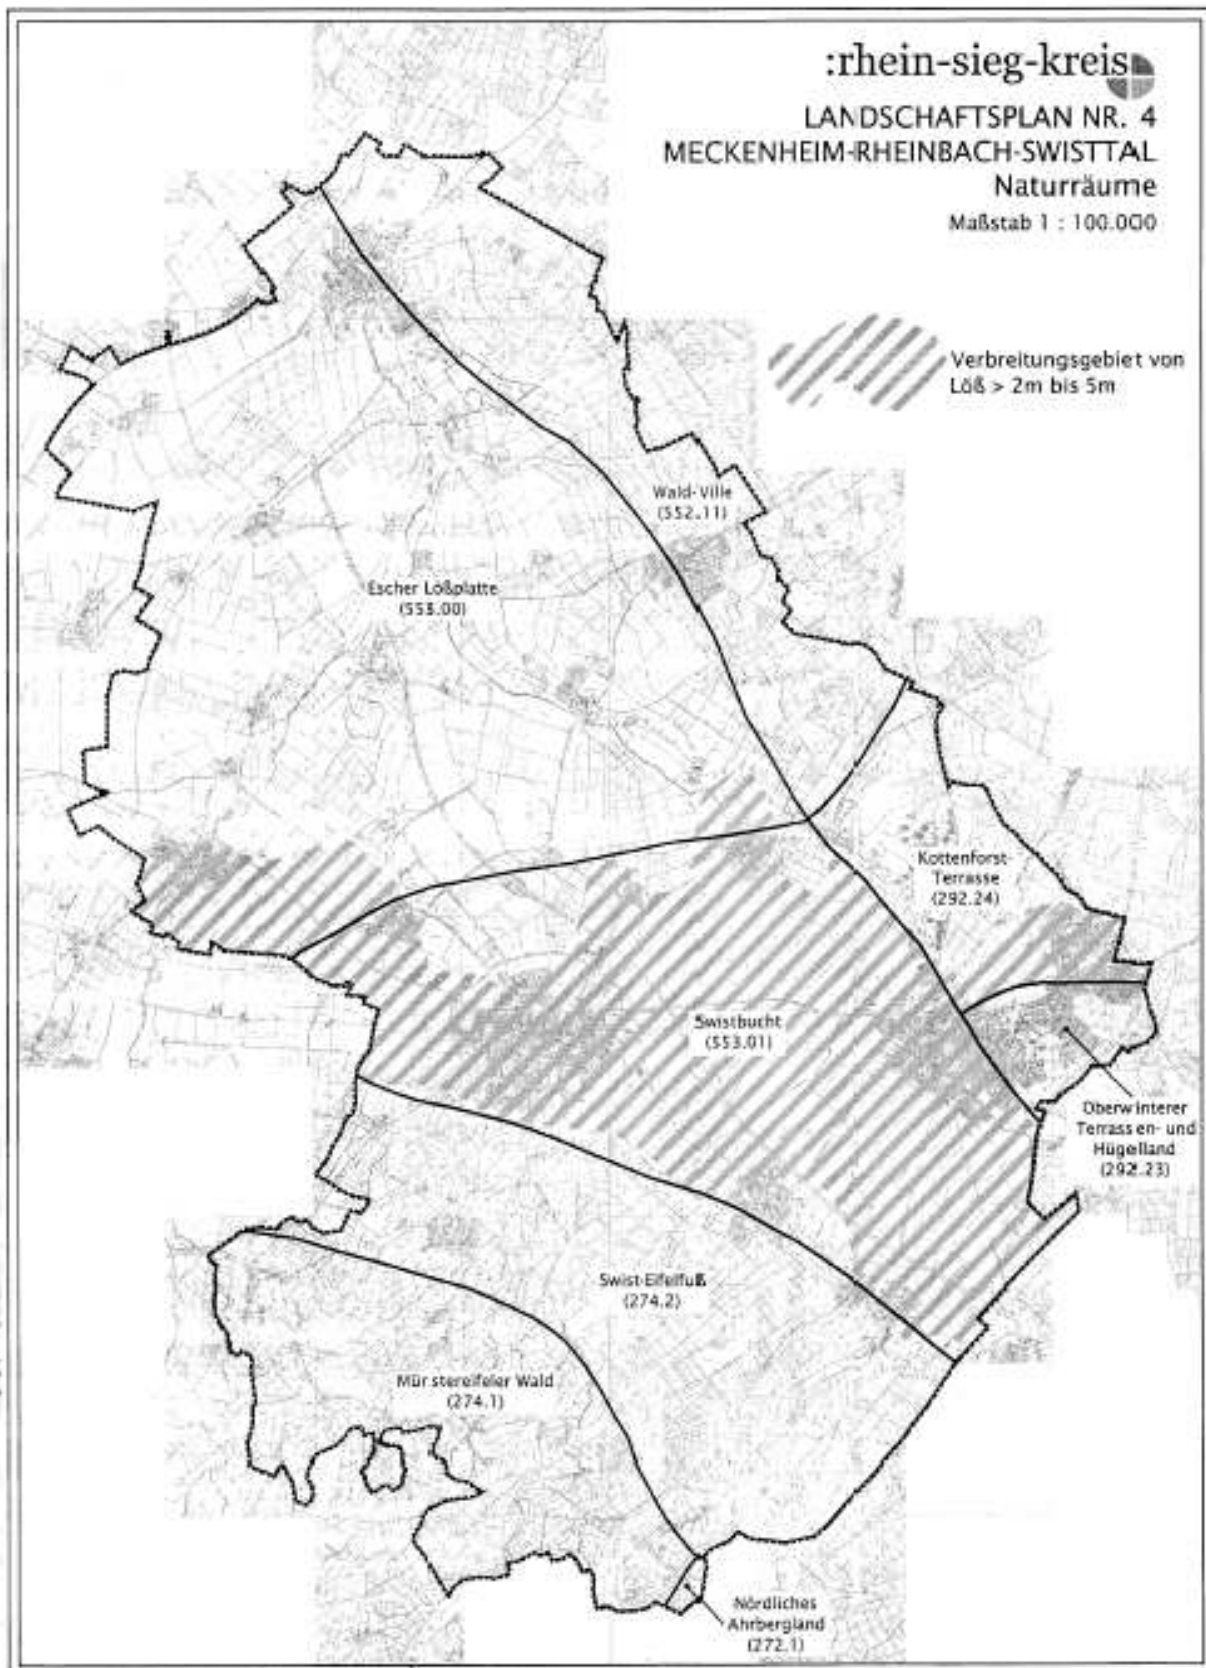 :rhein-sieg-kreis
LANDSCHAFTSPLAN NR. 4
MECKENHEIM-RHEINBACH-SWISTTAL
Naturräume
Maßstab 1 : 100.000
Verbreitungsgebiet von
Löß > 2m bis 5m
Wald-Ville
(552.11)
Escher Lößplatte
(553.00)
Kottenforst-
Terrasse
(292.24)
Swistbucht
(553.01)
Oberwinterer
Terrassen- und
Hügelland
(292.23)
Swist-Eifelfuß
(274.2)
Mür stereifeler Wald
(274.1)
Nördliches
Ahrbergland
(272.1)